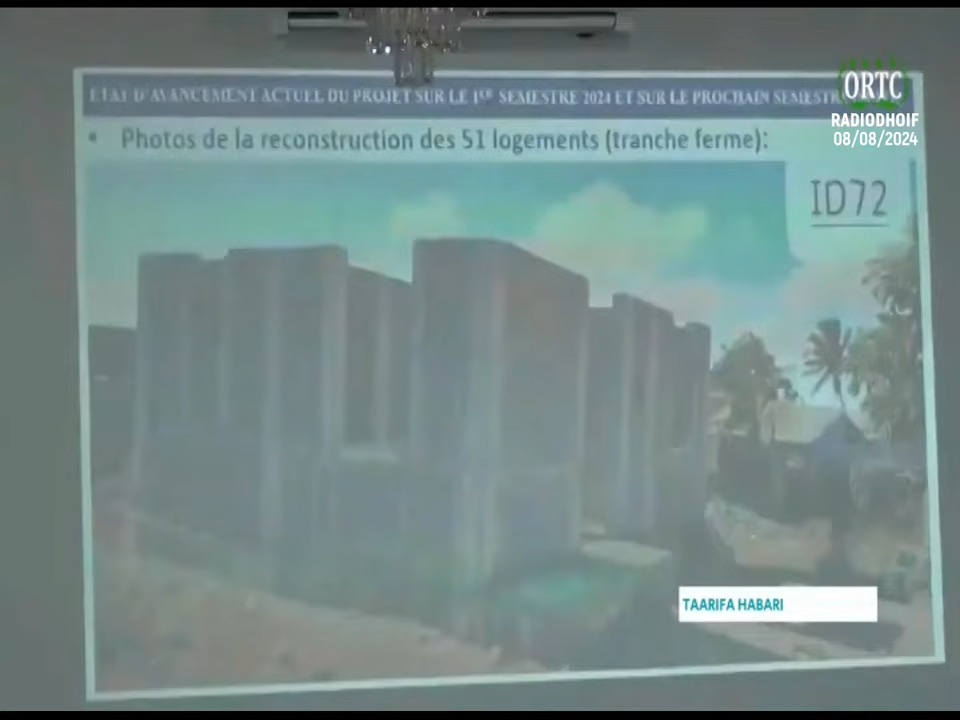 ETAT D'AVANCEMENT ACTUEL DU PROJET SUR LE 1ER SEMESTRE 2024 ET SUR LE PROCHAIN
ORTC
RADIODHOIF
08/08/2024
• Photos de la reconstruction des 51 logements (tranche ferme):
ID72
TAARIFA HABARI